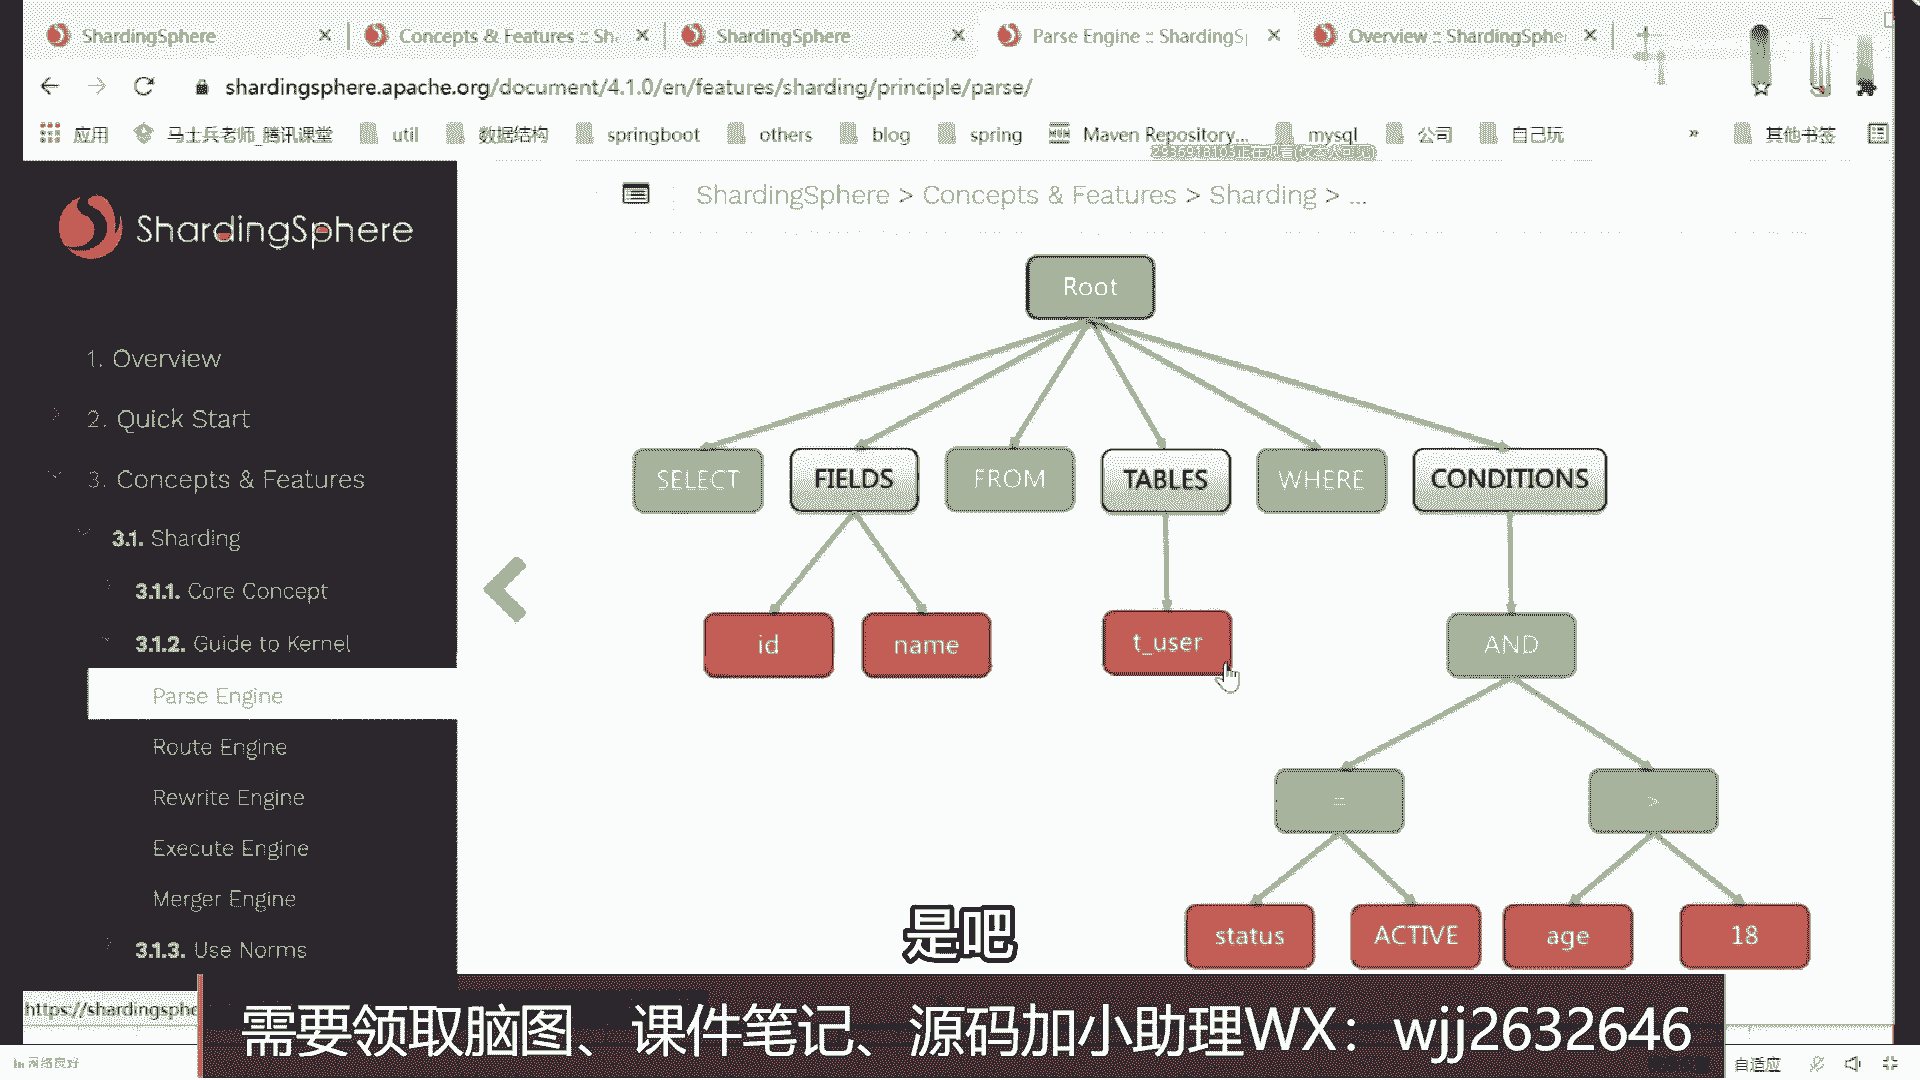 ShardingSphere
Concepts & Features :: Sh
ShardingSphere
Parse Engine :: ShardingS
Overview :: ShardingSphe
shardingsphere.apache.org/document/4.1.0/en/features/sharding/principle/parse/
应用 马士兵老师_腾讯课堂 util 数据结构 springboot others blog spring Maven Repository... mysql 公司 自己玩 » 其他书签
ShardingSphere
1. Overview
2. Quick Start
3. Concepts & Features
3.1. Sharding
3.1.1. Core Concept
3.1.2. Guide to Kernel
Parse Engine
Route Engine
Rewrite Engine
Execute Engine
Merger Engine
3.1.3. Use Norms
ShardingSphere > Concepts & Features > Sharding > ...
Root
SELECT FIELDS FROM TABLES WHERE CONDITIONS
id name t_user AND
= >
status ACTIVE age 18
是吧
https://shardingsphe
需要领取脑图、课件笔记、源码加小助理WX：wjj2632646
网络良好
自适应